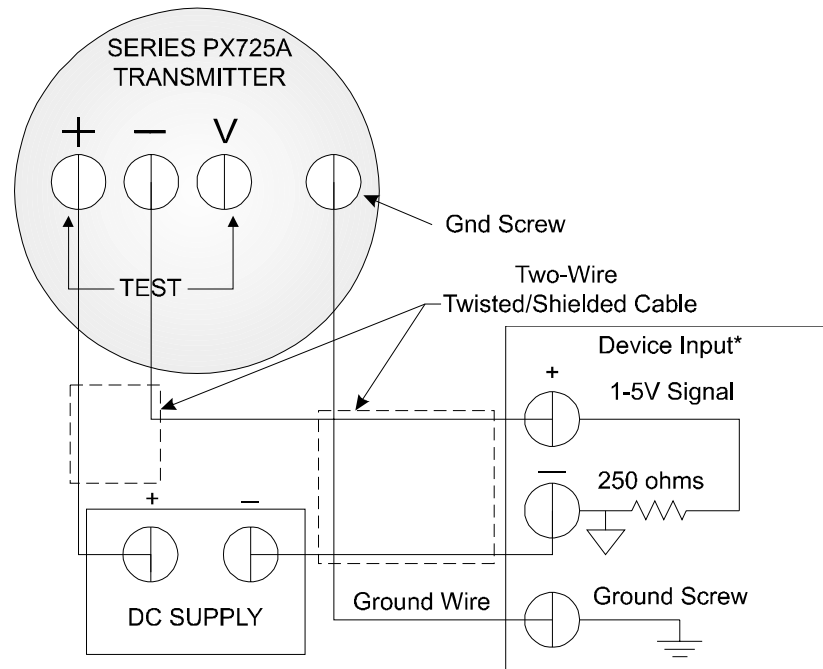 SERIES PX725A
TRANSMITTER
+ — V
Gnd Screw
TEST
Two-Wire
Twisted/Shielded Cable
Device Input*
+
1-5V Signal
—
250 ohms
+ —
DC SUPPLY
Ground Wire
Ground Screw